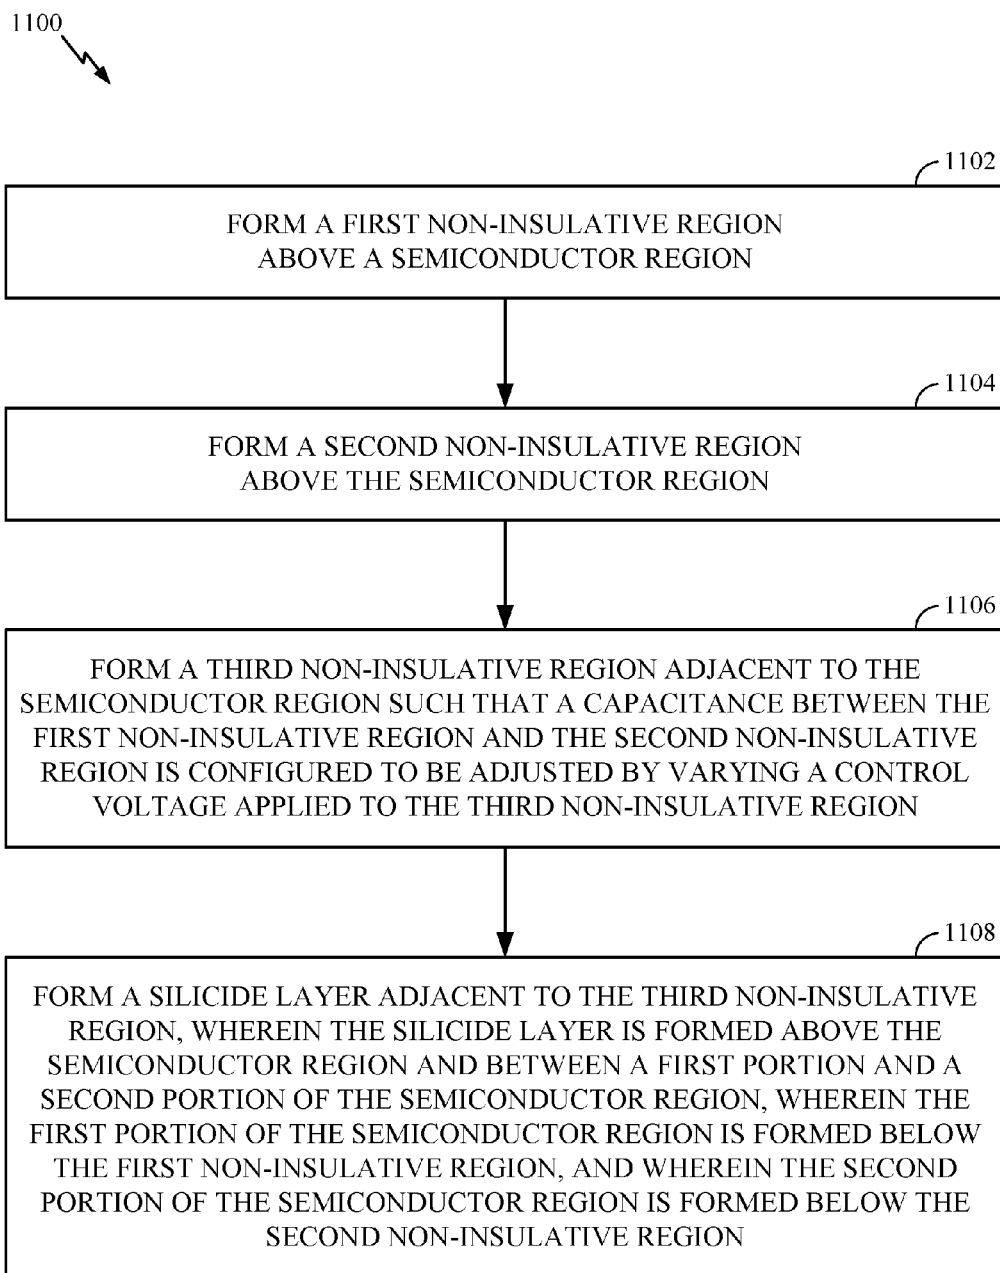 1100
1102
FORM A FIRST NON-INSULATIVE REGION
ABOVE A SEMICONDUCTOR REGION
1104
FORM A SECOND NON-INSULATIVE REGION
ABOVE THE SEMICONDUCTOR REGION
1106
FORM A THIRD NON-INSULATIVE REGION ADJACENT TO THE
SEMICONDUCTOR REGION SUCH THAT A CAPACITANCE BETWEEN THE
FIRST NON-INSULATIVE REGION AND THE SECOND NON-INSULATIVE
REGION IS CONFIGURED TO BE ADJUSTED BY VARYING A CONTROL
VOLTAGE APPLIED TO THE THIRD NON-INSULATIVE REGION
1108
FORM A SILICIDE LAYER ADJACENT TO THE THIRD NON-INSULATIVE
REGION, WHEREIN THE SILICIDE LAYER IS FORMED ABOVE THE
SEMICONDUCTOR REGION AND BETWEEN A FIRST PORTION AND A
SECOND PORTION OF THE SEMICONDUCTOR REGION, WHEREIN THE
FIRST PORTION OF THE SEMICONDUCTOR REGION IS FORMED BELOW
THE FIRST NON-INSULATIVE REGION, AND WHEREIN THE SECOND
PORTION OF THE SEMICONDUCTOR REGION IS FORMED BELOW THE
SECOND NON-INSULATIVE REGION